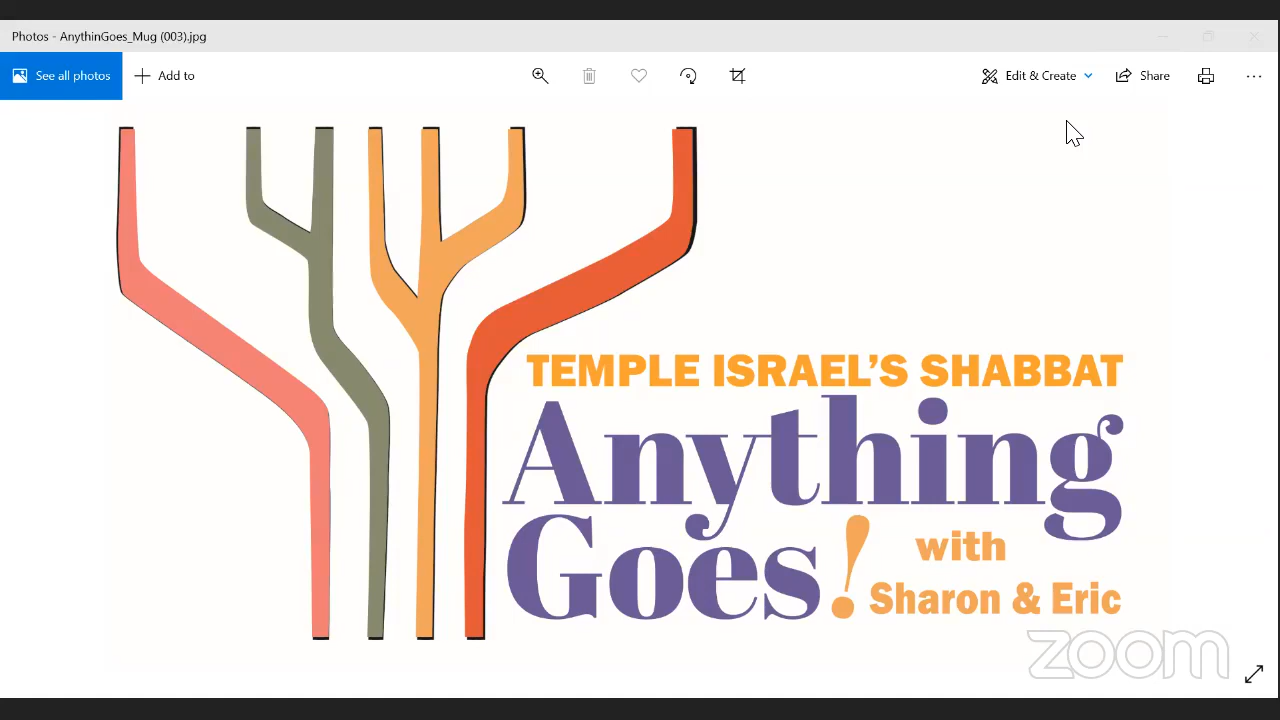 Photos - AnythinGoes_Mug (003).jpg
See all photos
Add to
Edit & Create
Share
TEMPLE ISRAEL'S SHABBAT
Anything
Goes!
with
Sharon & Eric
zoom